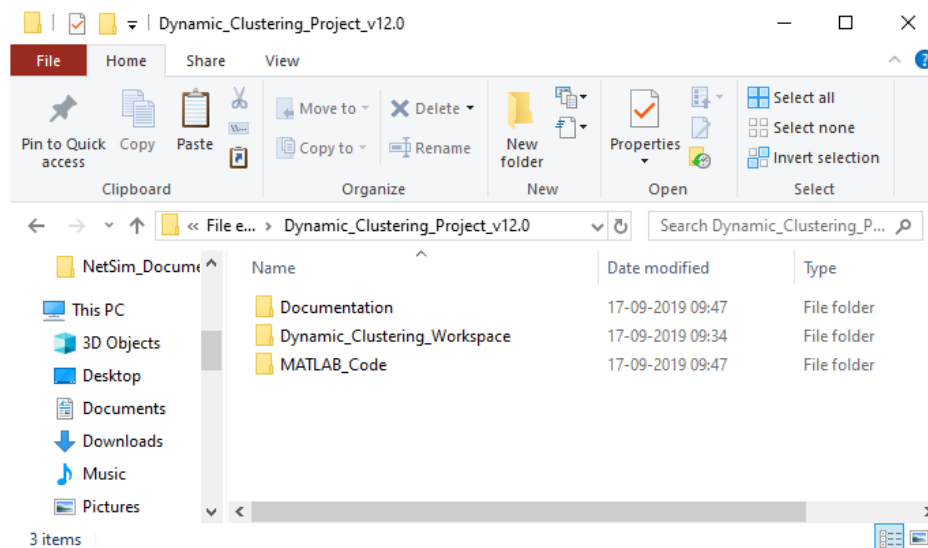 Dynamic_Clustering_Project_v12.0
File Home Share View
Pin to Quick access
Copy
Paste
Move to
Copy to
Delete
Rename
New folder
Properties
Select all
Select none
Invert selection
Clipboard Organize New Open Select
« File e... > Dynamic_Clustering_Project_v12.0 Search Dynamic_Clustering_P...
NetSim_Docume
This PC
3D Objects
Desktop
Documents
Downloads
Music
Pictures
Name Date modified Type
Documentation 17-09-2019 09:47 File folder
Dynamic_Clustering_Workspace 17-09-2019 09:34 File folder
MATLAB_Code 17-09-2019 09:47 File folder
3 items